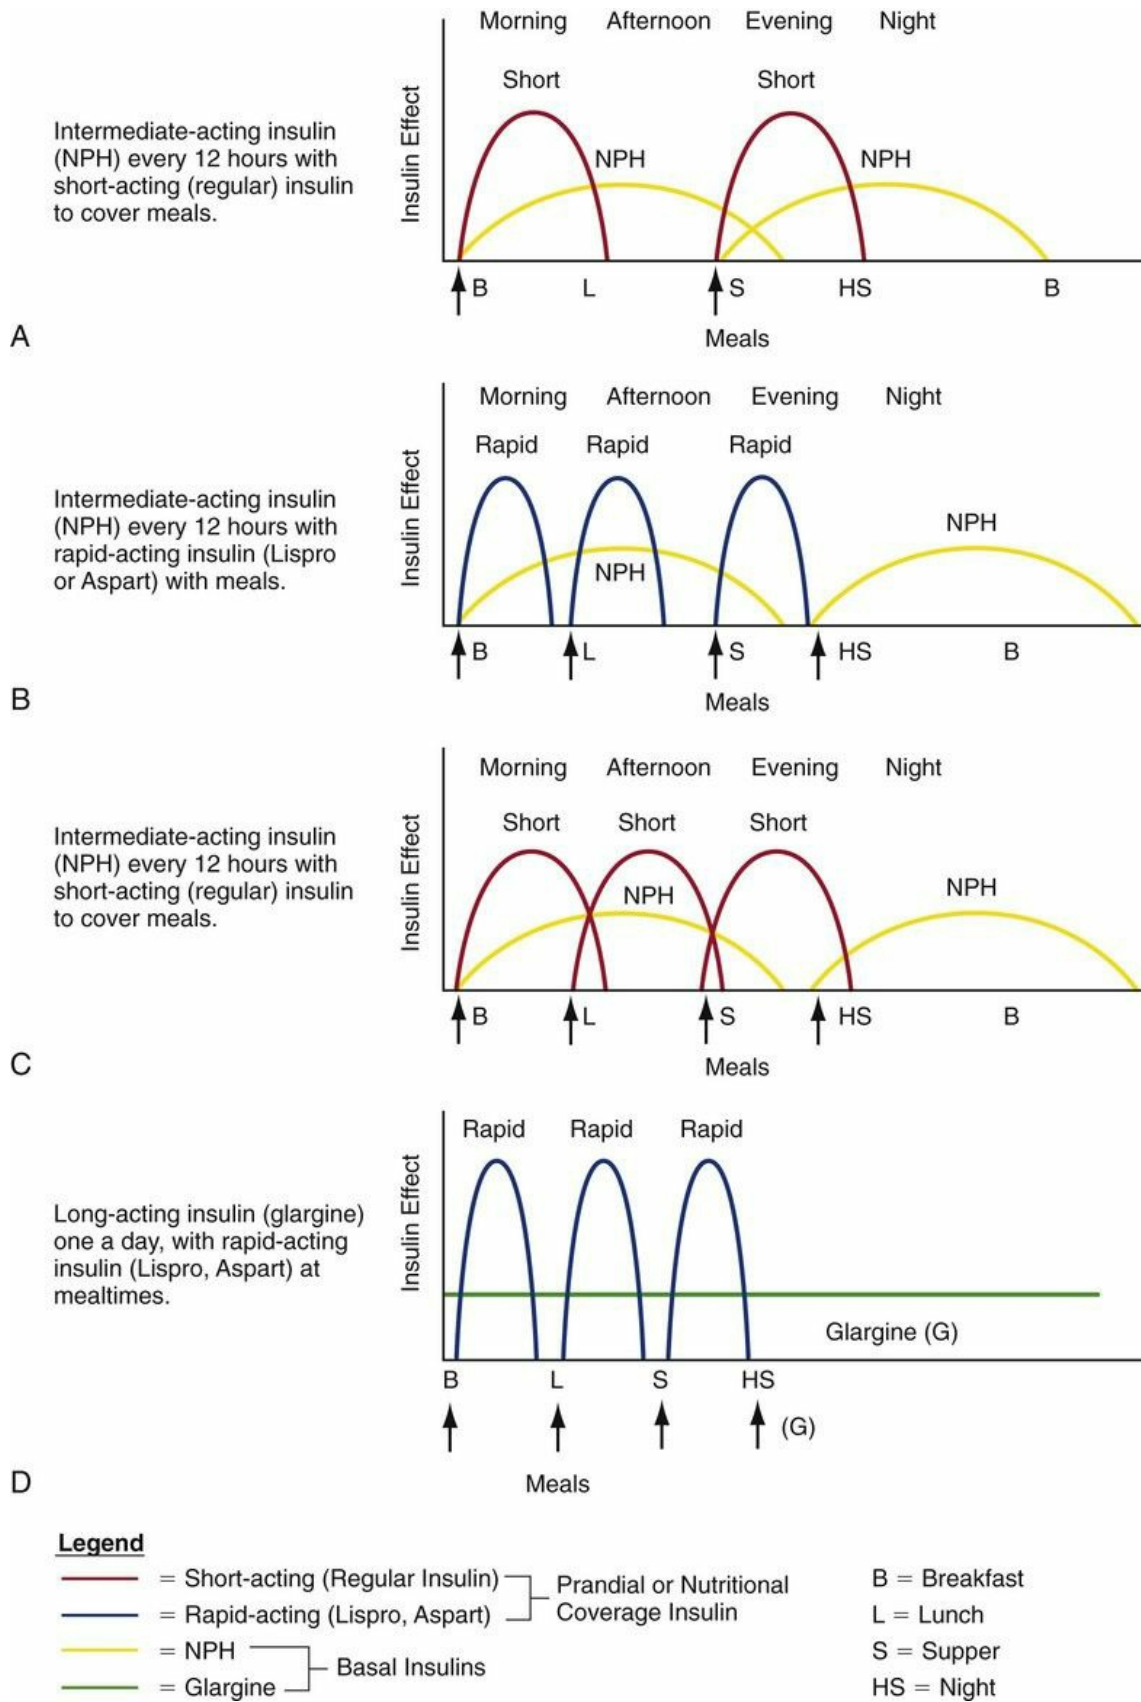 Morning Afternoon Evening Night
Short Short
Intermediate-acting insulin
(NPH) every 12 hours with
short-acting (regular) insulin
to cover meals.
Insulin Effect
NPH NPH
B L S HS B
Meals
A
Morning Afternoon Evening Night
Rapid Rapid Rapid
Intermediate-acting insulin
(NPH) every 12 hours with
rapid-acting insulin (Lispro
or Aspart) with meals.
Insulin Effect
NPH NPH
B L S HS B
Meals
B
Morning Afternoon Evening Night
Short Short Short
Intermediate-acting insulin
(NPH) every 12 hours with
short-acting (regular) insulin
to cover meals.
Insulin Effect
NPH NPH
B L S HS B
Meals
C
Rapid Rapid Rapid
Long-acting insulin (glargine)
one a day, with rapid-acting
insulin (Lispro, Aspart) at
mealtimes.
Insulin Effect
Glargine (G)
B L S HS
(G)
Meals
D
Legend
= Short-acting (Regular Insulin)
= Rapid-acting (Lispro, Aspart)
Prandial or Nutritional
Coverage Insulin
= NPH
= Glargine
Basal Insulins
B = Breakfast
L = Lunch
S = Supper
HS = Night